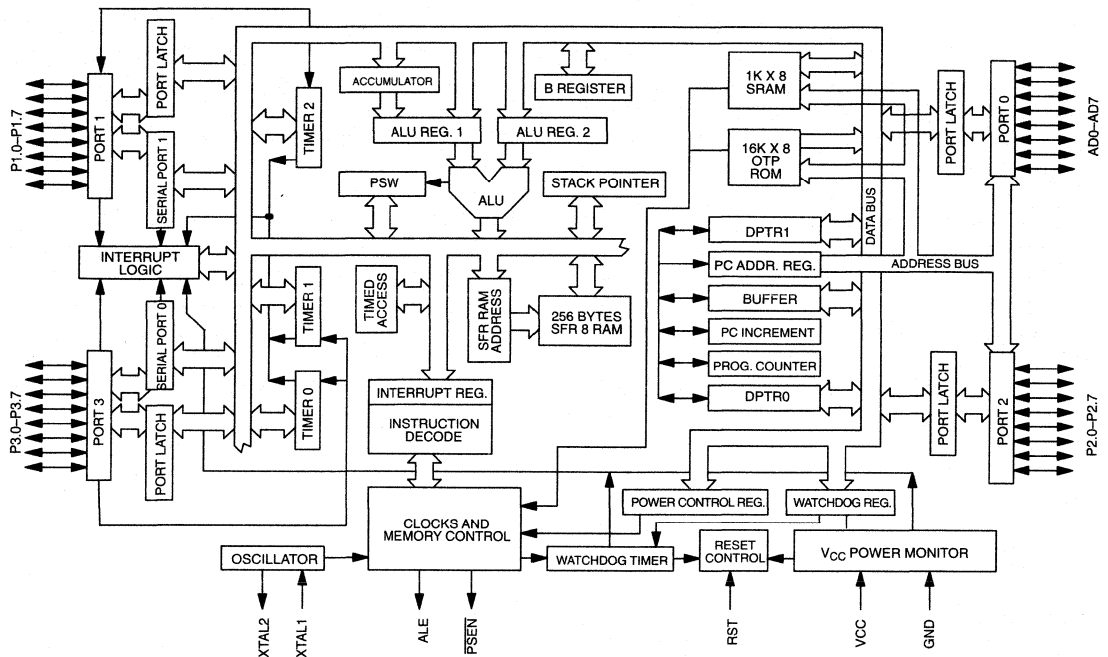 P1.0–P1.7
PORT 1
PORT LATCH
SERIAL PORT 1
INTERRUPT LOGIC
SERIAL PORT 0
PORT LATCH
PORT 3
P3.0–P3.7
TIMER 2
TIMER 1
TIMER 0
ACCUMULATOR
B REGISTER
ALU REG. 1
ALU REG. 2
PSW
ALU
STACK POINTER
TIMED ACCESS
SFR RAM ADDRESS
256 BYTES
SFR 8 RAM
INTERRUPT REG.
INSTRUCTION
DECODE
CLOCKS AND
MEMORY CONTROL
OSCILLATOR
XTAL2
XTAL1
ALE
PSEN
1K X 8
SRAM
16K X 8
OTP
ROM
DATA BUS
DPTR1
PC ADDR. REG.
ADDRESS BUS
BUFFER
PC INCREMENT
PROG. COUNTER
DPTR0
PORT LATCH
PORT 0
AD0–AD7
PORT LATCH
PORT 2
P2.0–P2.7
POWER CONTROL REG.
WATCHDOG REG.
WATCHDOG TIMER
RESET
CONTROL
VCC POWER MONITOR
RST
VCC
GND